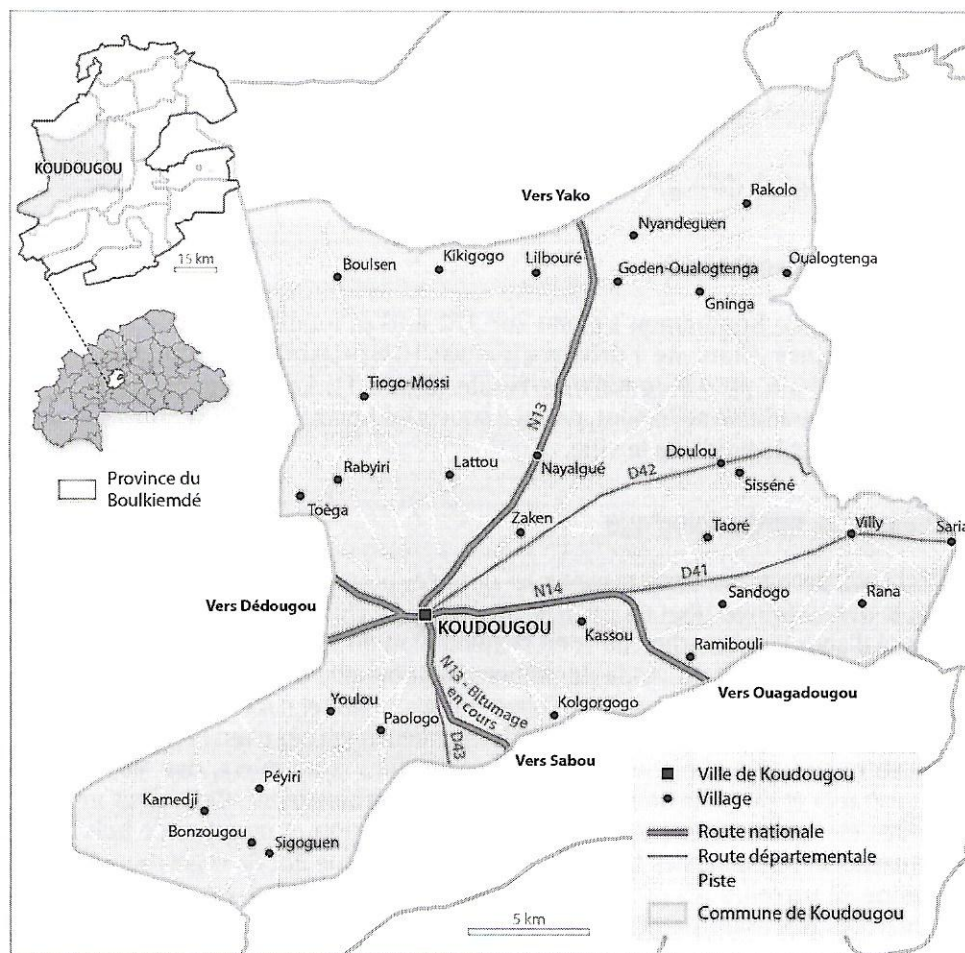 KOUDOUGOU
15 km
Province du
Boulkiemdé
Vers Yako
Rakolo
Nyandeguen
Boulsen
Kikigogo
Lilbouré
Goden-Oualogtenga
Oualogtenga
Gninga
Tiogo-Mossi
N13
Rabyiri
Lattou
Nayalgué
D42
Doulou
Sisséné
Toèga
Zaken
Taoré
Villy
Saria
Vers Dédougou
N14
D41
Sandogo
Rana
KOUDOUGOU
Kassou
Ramibouli
N13 - Bitumage
en cours
Vers Ouagadougou
Youlou
Paologo
Kolgorgogo
D43
Vers Sabou
Péyiri
Kamedji
Bonzougou
Sigoguen
Ville de Koudougou
Village
Route nationale
Route départementale
Piste
Commune de Koudougou
5 km